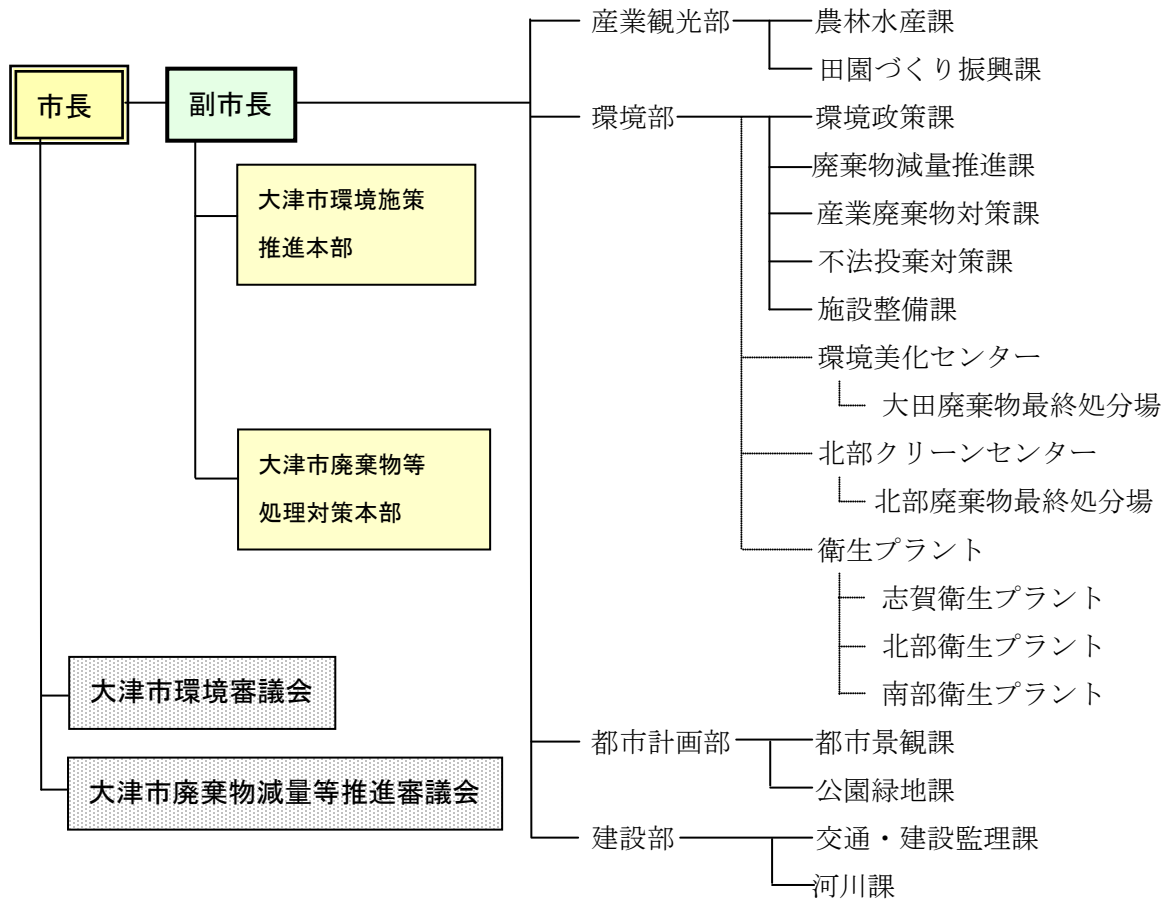 市長
副市長
大津市環境施策
推進本部
大津市廃棄物等
処理対策本部
大津市環境審議会
大津市廃棄物減量等推進審議会
産業観光部
農林水産課
田園づくり振興課
環境部
環境政策課
廃棄物減量推進課
産業廃棄物対策課
不法投棄対策課
施設整備課
環境美化センター
大田廃棄物最終処分場
北部クリーンセンター
北部廃棄物最終処分場
衛生プラント
志賀衛生プラント
北部衛生プラント
南部衛生プラント
都市計画部
都市景観課
公園緑地課
建設部
交通・建設監理課
河川課